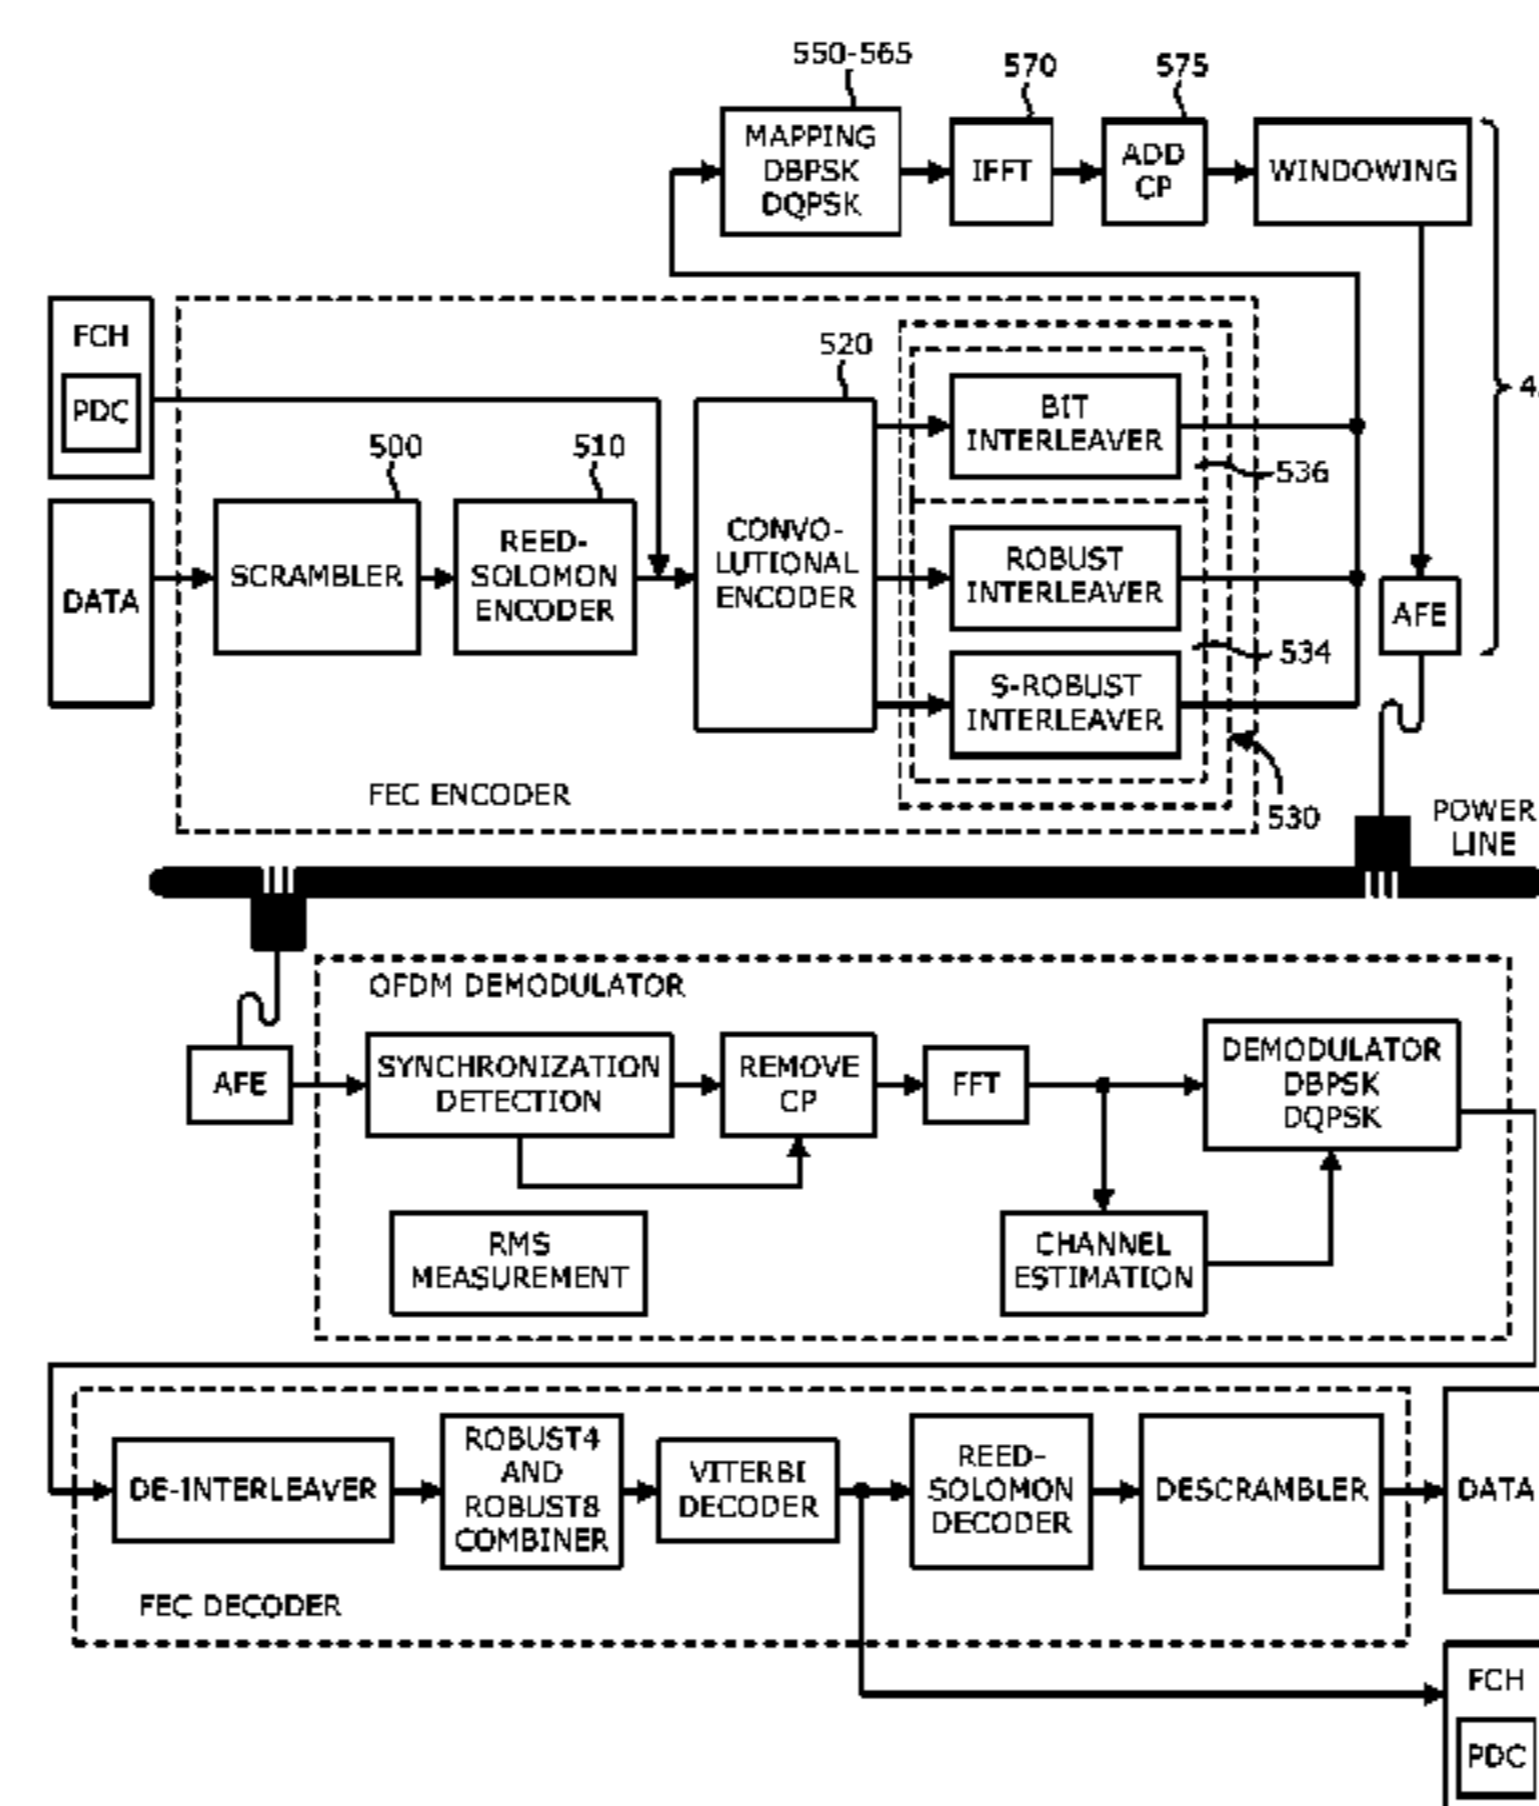 550-565
570
575
MAPPING
DBPSK
DQPSK
IFFT
ADD
CP
WINDOWING
FCH
PDC
DATA
500
SCRAMBLER
510
REED-
SOLOMON
ENCODER
520
CONVO-
LUTIONAL
ENCODER
BIT
INTERLEAVER
536
ROBUST
INTERLEAVER
534
S-ROBUST
INTERLEAVER
530
FEC ENCODER
AFE
POWER
LINE
OFDM DEMODULATOR
AFE
SYNCHRONIZATION
DETECTION
REMOVE
CP
FFT
DEMODULATOR
DBPSK
DQPSK
RMS
MEASUREMENT
CHANNEL
ESTIMATION
DE-INTERLEAVER
ROBUST4
AND
ROBUST8
COMBINER
VITERBI
DECODER
REED-
SOLOMON
DECODER
DESCRAMBLER
DATA
FEC DECODER
FCH
PDC